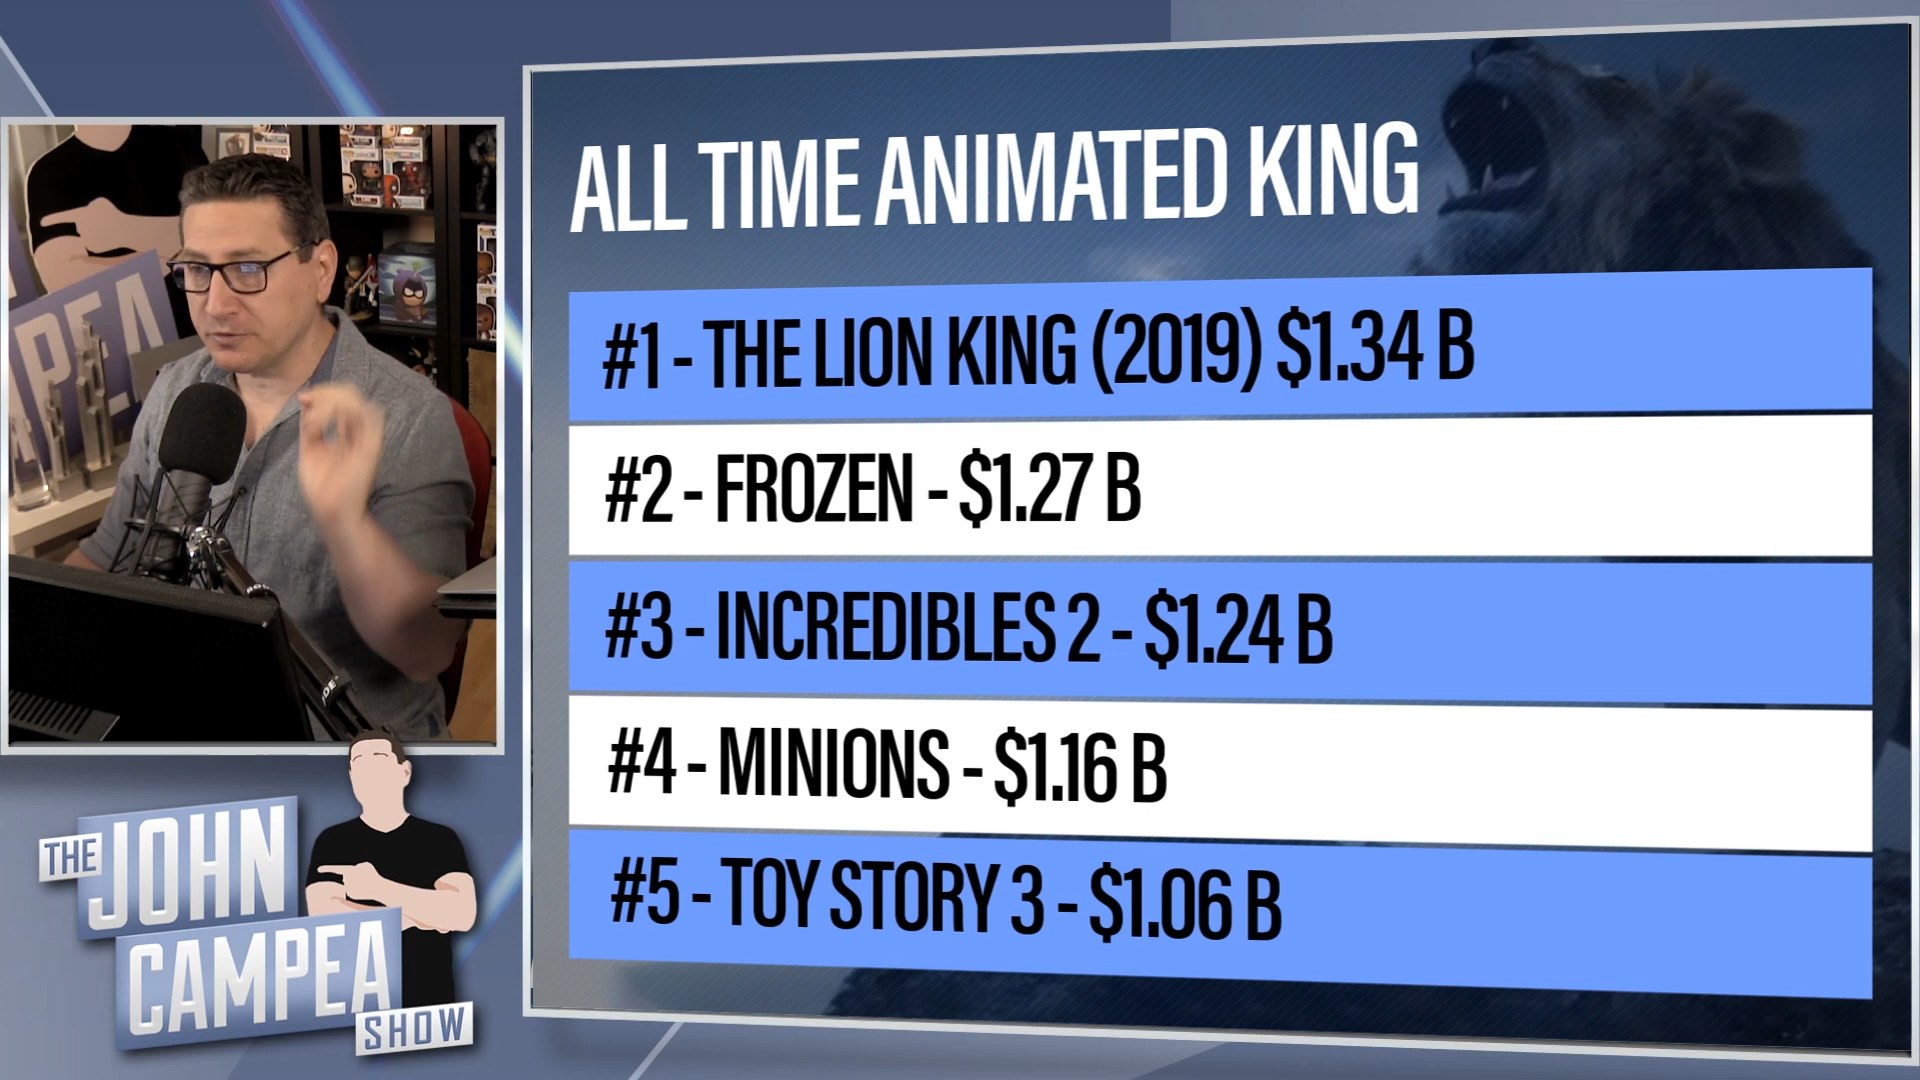 ALL TIME ANIMATED KING
#1 - THE LION KING (2019) $1.34 B
#2 - FROZEN - $1.27 B
#3 - INCREDIBLES 2 - $1.24 B
#4 - MINIONS - $1.16 B
#5 - TOY STORY 3 - $1.06 B
THE
JOHN
CAMPEA
SHOW